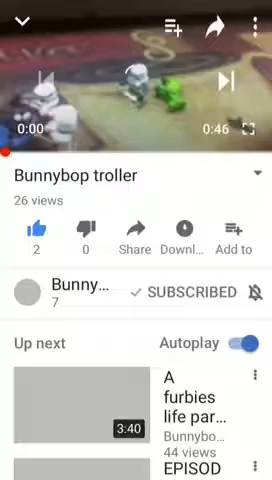 0:00
0:46
Bunnybop troller
26 views
2
0
Share
Downl...
Add to
Bunny...
7
SUBSCRIBED
Up next
Autoplay
3:40
A
furbies
life par...
Bunnybo...
44 views
EPISOD